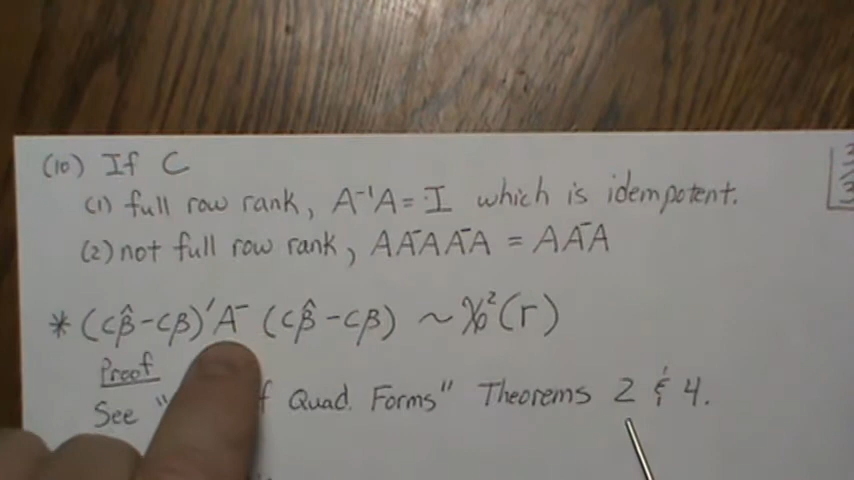 (10) If C
(1) full row rank, A⁻¹A = I which is idempotent.
(2) not full row rank, AA⁻AA⁻A = AA⁻A
* (Cβ̂-Cβ)'A⁻ (Cβ̂-Cβ) ~ χ²(r)
Proof
See " f Quad. Forms" Theorems 2 & 4.